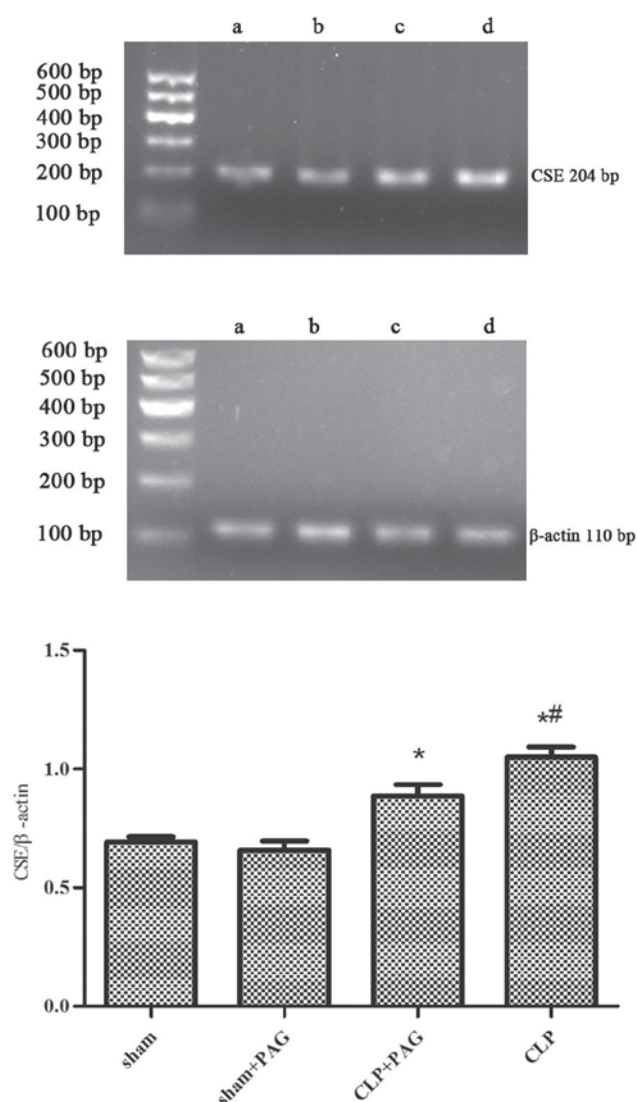 a b c d
600 bp
500 bp
400 bp
300 bp
200 bp
100 bp
CSE 204 bp
a b c d
600 bp
500 bp
400 bp
300 bp
200 bp
100 bp
β-actin 110 bp
1.5
1.0
0.5
0.0
CSE/β -actin
*
*#
sham
sham+PAG
CLP+PAG
CLP